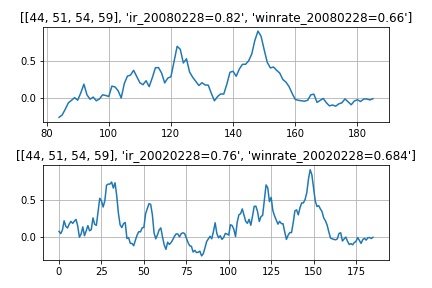 [[44, 51, 54, 59], 'ir_20080228=0.82', 'winrate_20080228=0.66']
0.5
0.0
80 100 120 140 160 180
[[44, 51, 54, 59], 'ir_20020228=0.76', 'winrate_20020228=0.684']
0.5
0.0
0 25 50 75 100 125 150 175